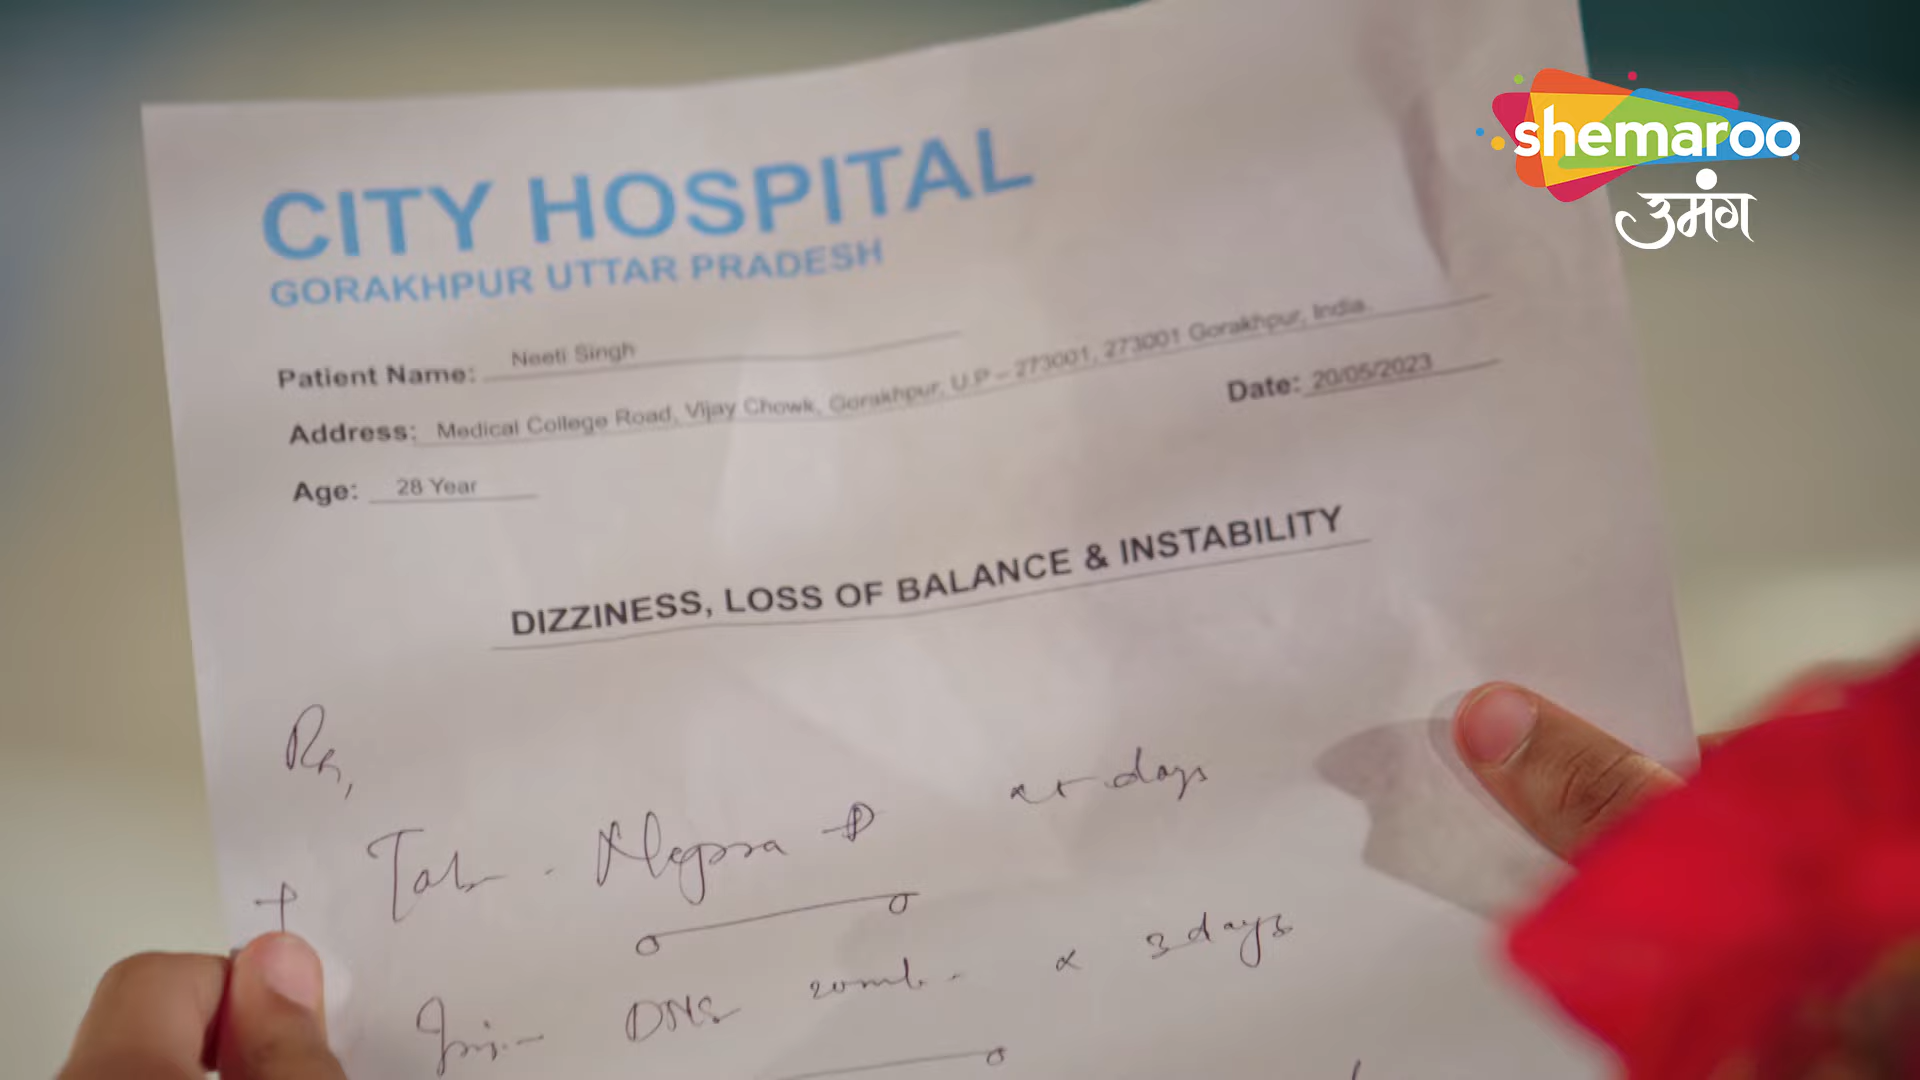 shemaroo
उमंग
CITY HOSPITAL
GORAKHPUR UTTAR PRADESH
Patient Name: Neeti Singh
Address: Medical College Road, Vijay Chowk, Gorakhpur, U.P – 273001, 273001 Gorakhpur, India.
Date: 20/05/2023
Age: 28 Year
DIZZINESS, LOSS OF BALANCE & INSTABILITY
Rx,
Tab - days
Inj. - DNS x 3 days